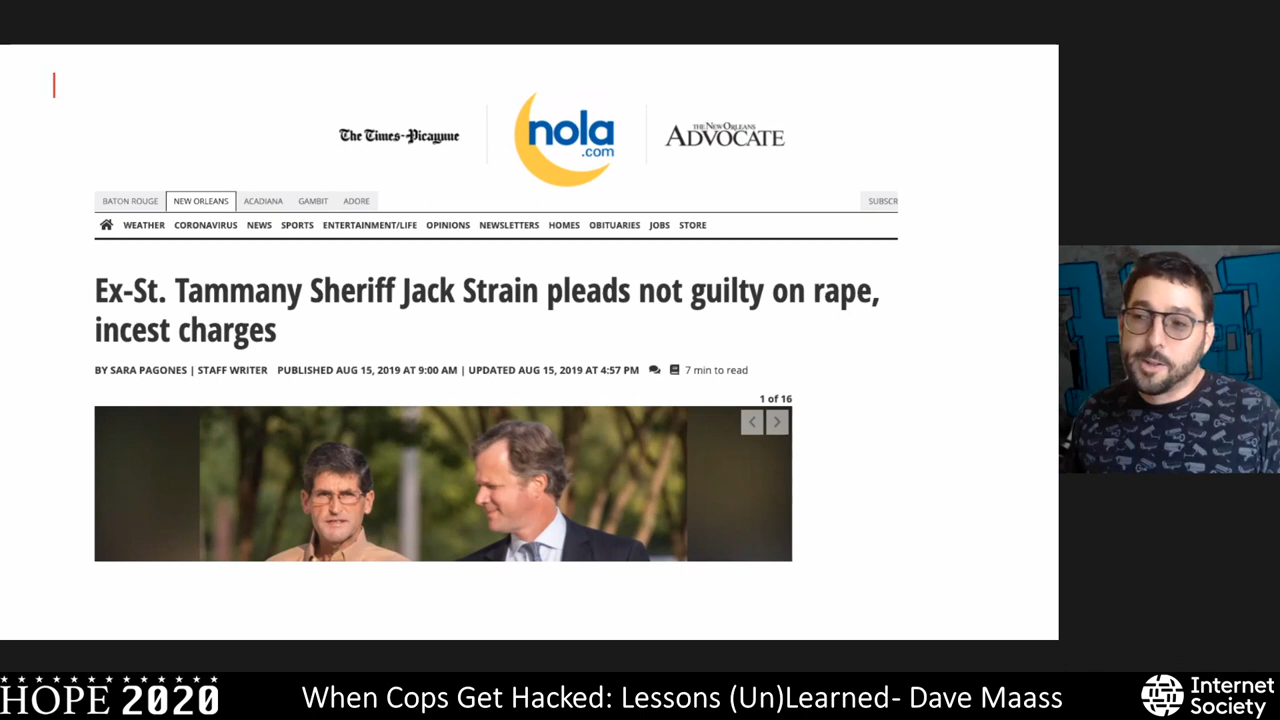 The Times-Picayune
nola
.com
THE NEW ORLEANS
ADVOCATE
BATON ROUGE NEW ORLEANS ACADIANA GAMBIT ADORE SUBSCR
WEATHER CORONAVIRUS NEWS SPORTS ENTERTAINMENT/LIFE OPINIONS NEWSLETTERS HOMES OBITUARIES JOBS STORE
Ex-St. Tammany Sheriff Jack Strain pleads not guilty on rape,
incest charges
BY SARA PAGONES | STAFF WRITER PUBLISHED AUG 15, 2019 AT 9:00 AM | UPDATED AUG 15, 2019 AT 4:57 PM 7 min to read
1 of 16
HOPE 2020
When Cops Get Hacked: Lessons (Un)Learned- Dave Maass
Internet
Society